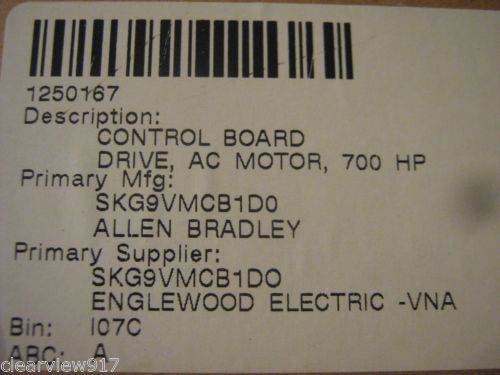 1250167
Description:
CONTROL BOARD
DRIVE, AC MOTOR, 700 HP
Primary Mfg:
SKG9VMCB1D0
ALLEN BRADLEY
Primary Supplier:
SKG9VMCB1DO
ENGLEWOOD ELECTRIC -VNA
Bin: I07C
ABC: A
clearview917